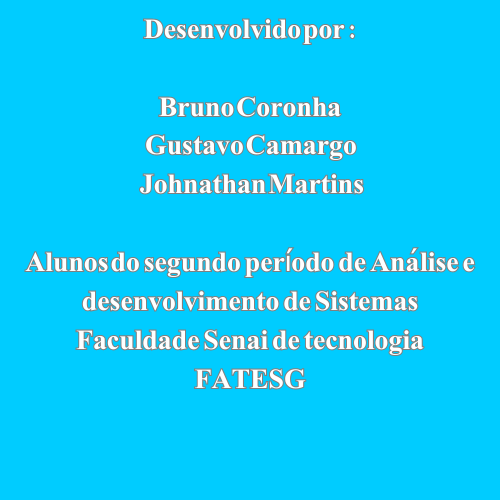 Desenvolvido por :
Bruno Coronha
Gustavo Camargo
Johnathan Martins
Alunos do segundo período de Análise e
desenvolvimento de Sistemas
Faculdade Senai de tecnologia
FATESG